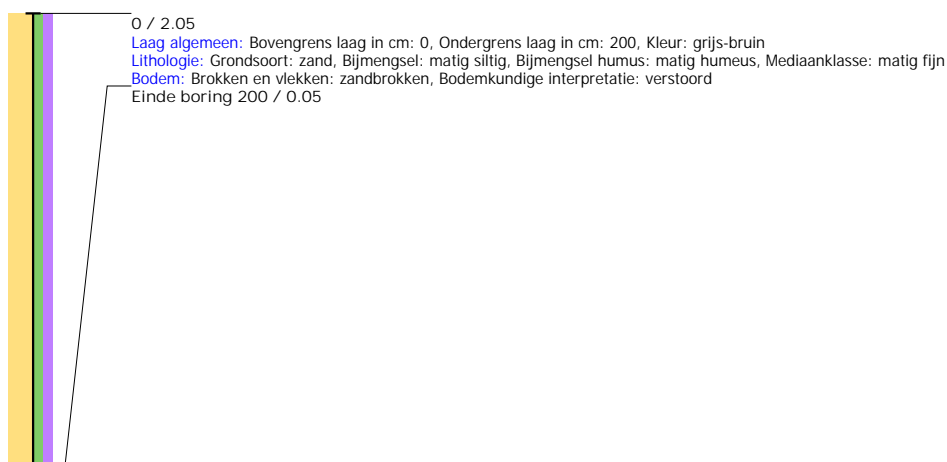 0 / 2.05
Laag algemeen: Bovengrens laag in cm: 0, Ondergrens laag in cm: 200, Kleur: grijs-bruin
Lithologie: Grondsoort: zand, Bijmengsel: matig siltig, Bijmengsel humus: matig humeus, Mediaanklasse: matig fijn
Bodem: Brokken en vlekken: zandbrokken, Bodemkundige interpretatie: verstoord
Einde boring 200 / 0.05